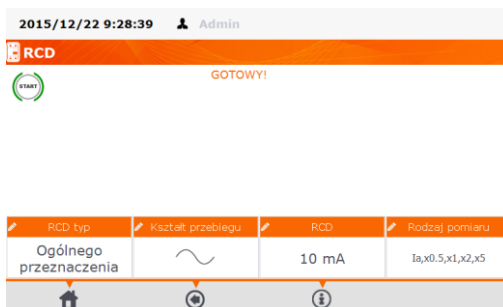 2015/12/22 9:28:39 Admin
RCD
START
GOTOWY!
RCD typ Kształt przebiegu RCD Rodzaj pomiaru
Ogólnego
przeznaczenia
10 mA Ia,x0.5,x1,x2,x5